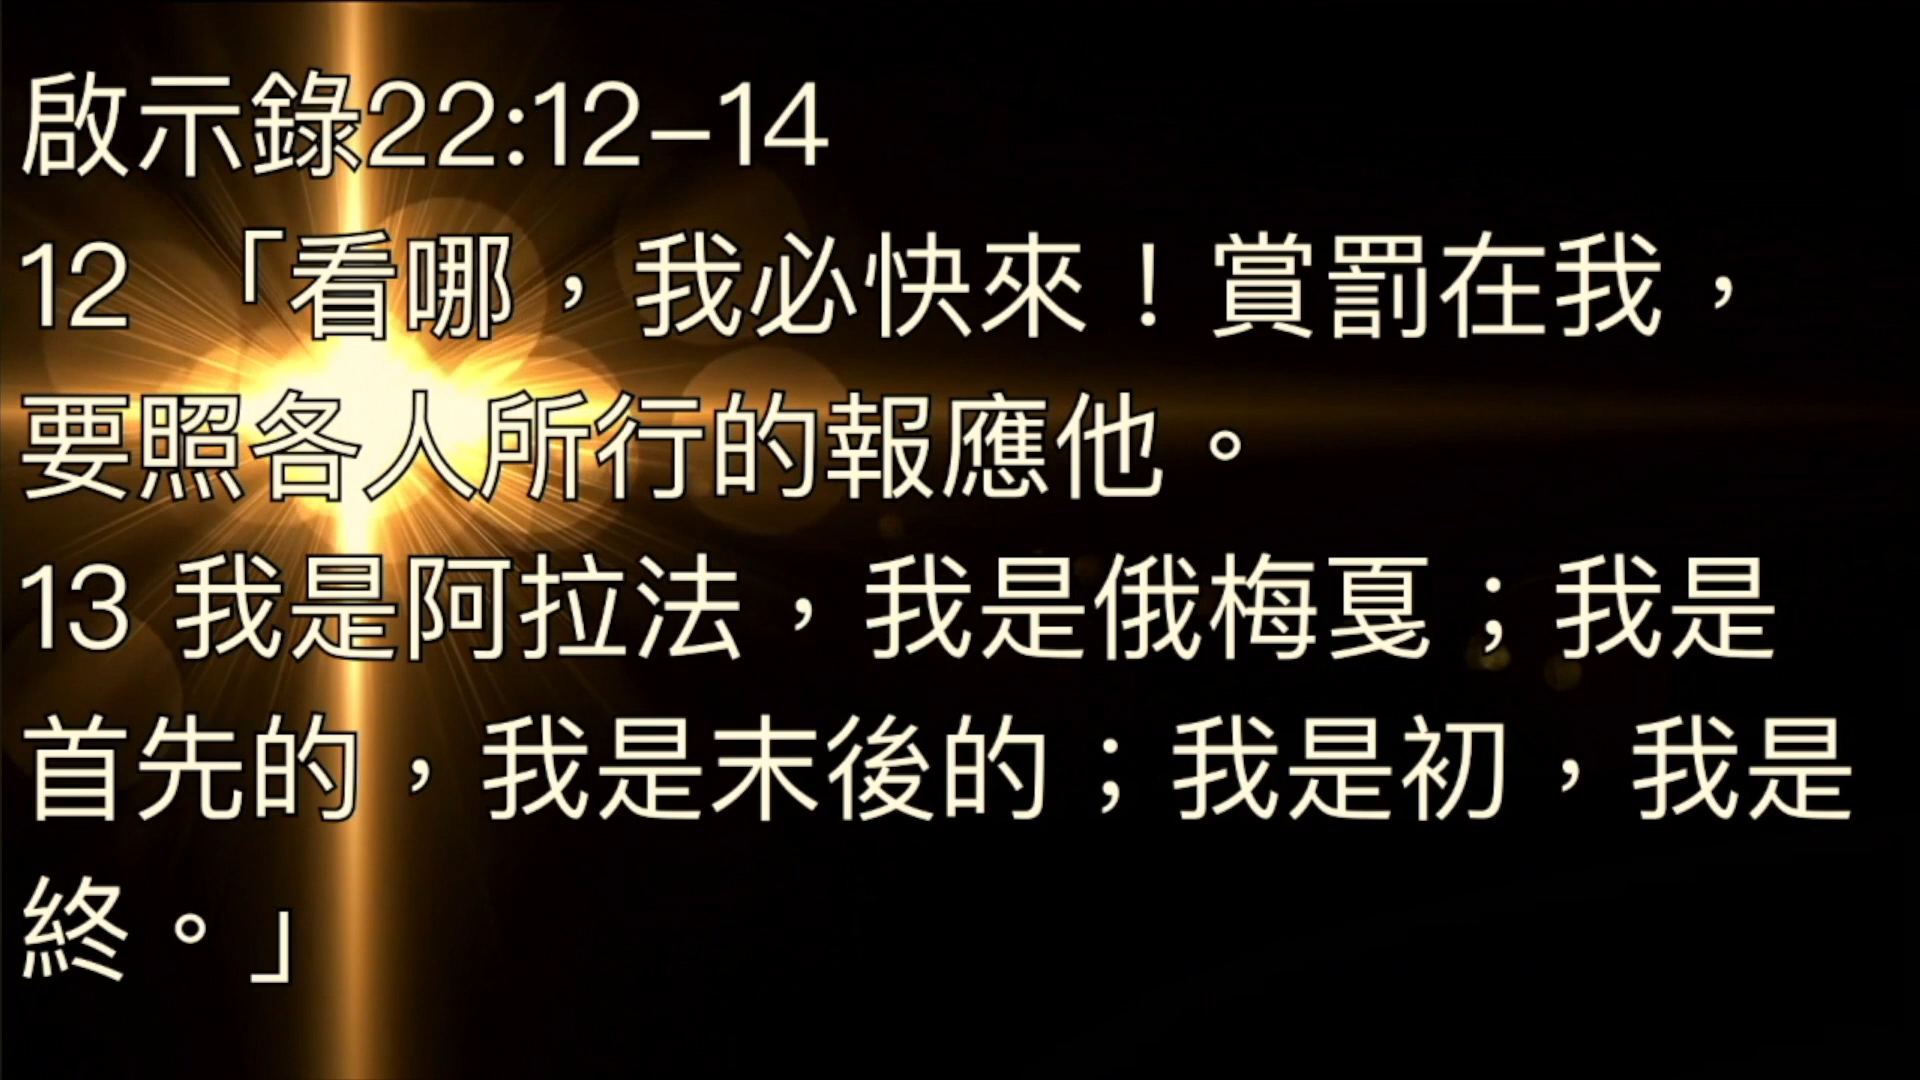 啟示錄22:12-14
12 「看哪，我必快來！賞罰在我，
要照各人所行的報應他。
13 我是阿拉法，我是俄梅戛；我是
首先的，我是末後的；我是初，我是
終。」